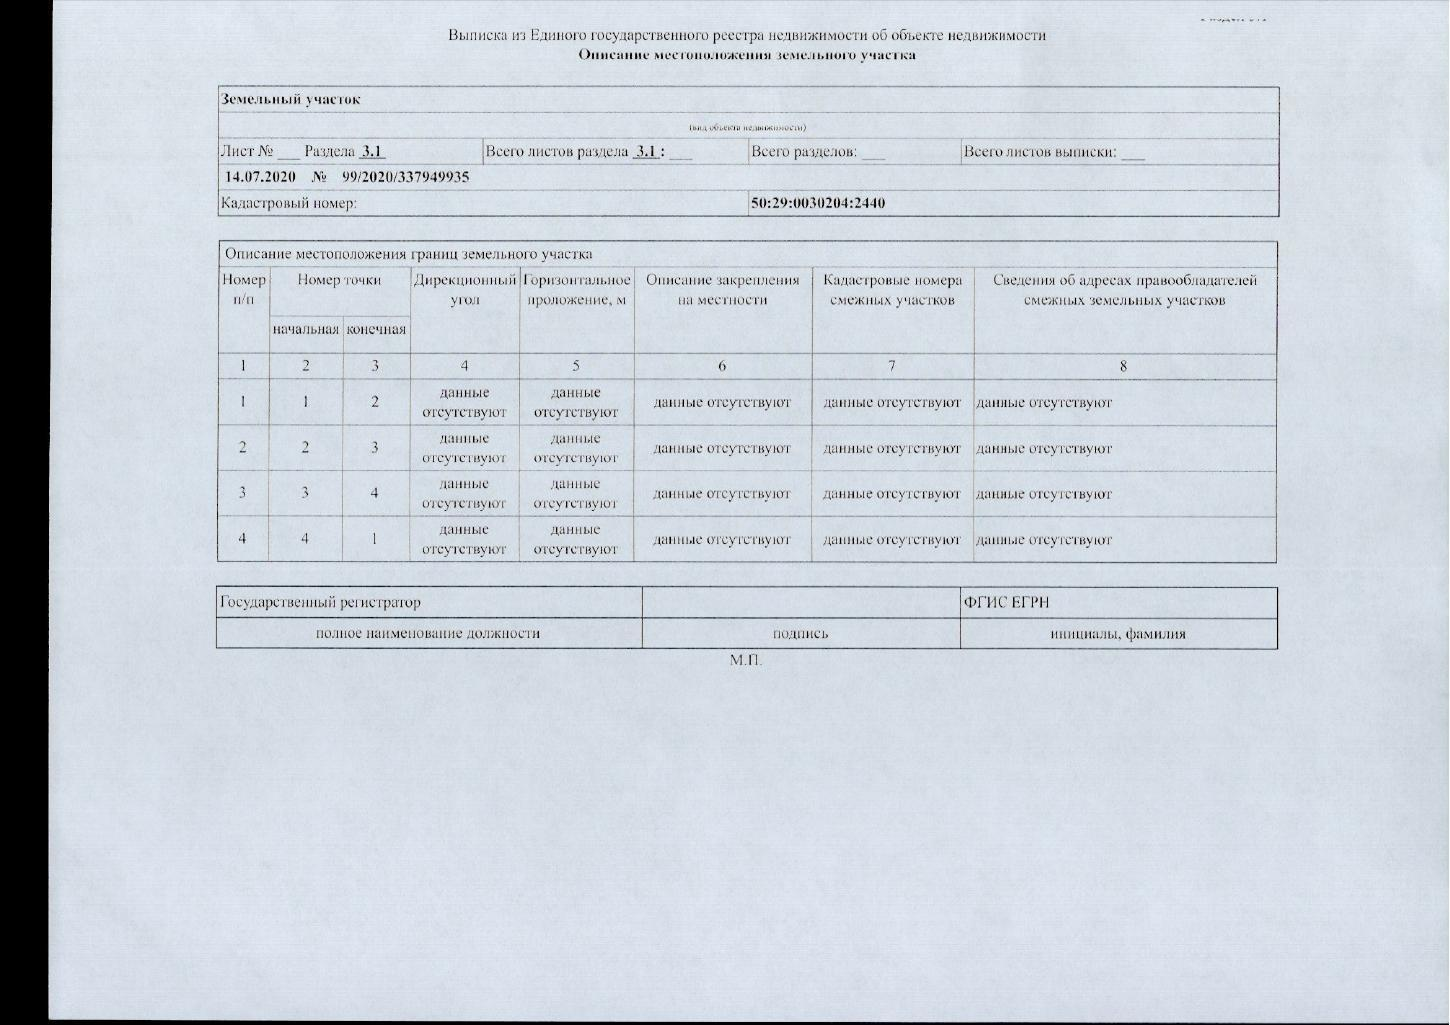 Выписка из Единого государственного реестра недвижимости об объекте недвижимости
Описание местоположения земельного участка
Земельный участок
(вид объекта недвижимости)
Лист № ___ Раздела 3.1 Всего листов раздела 3.1 : ___ Всего разделов: ___ Всего листов выписки: ___
14.07.2020 № 99/2020/337949935
Кадастровый номер: 50:29:0030204:2440
Описание местоположения границ земельного участка
Номер п/п Номер точки Дирекционный угол Горизонтальное проложение, м Описание закрепления на местности Кадастровые номера смежных участков Сведения об адресах правообладателей смежных земельных участков
начальная конечная
1 2 3 4 5 6 7 8
1 1 2 данные отсутствуют данные отсутствуют данные отсутствуют данные отсутствуют данные отсутствуют
2 2 3 данные отсутствуют данные отсутствуют данные отсутствуют данные отсутствуют данные отсутствуют
3 3 4 данные отсутствуют данные отсутствуют данные отсутствуют данные отсутствуют данные отсутствуют
4 4 1 данные отсутствуют данные отсутствуют данные отсутствуют данные отсутствуют данные отсутствуют
Государственный регистратор ФГИС ЕГРН
полное наименование должности подпись инициалы, фамилия
М.П.